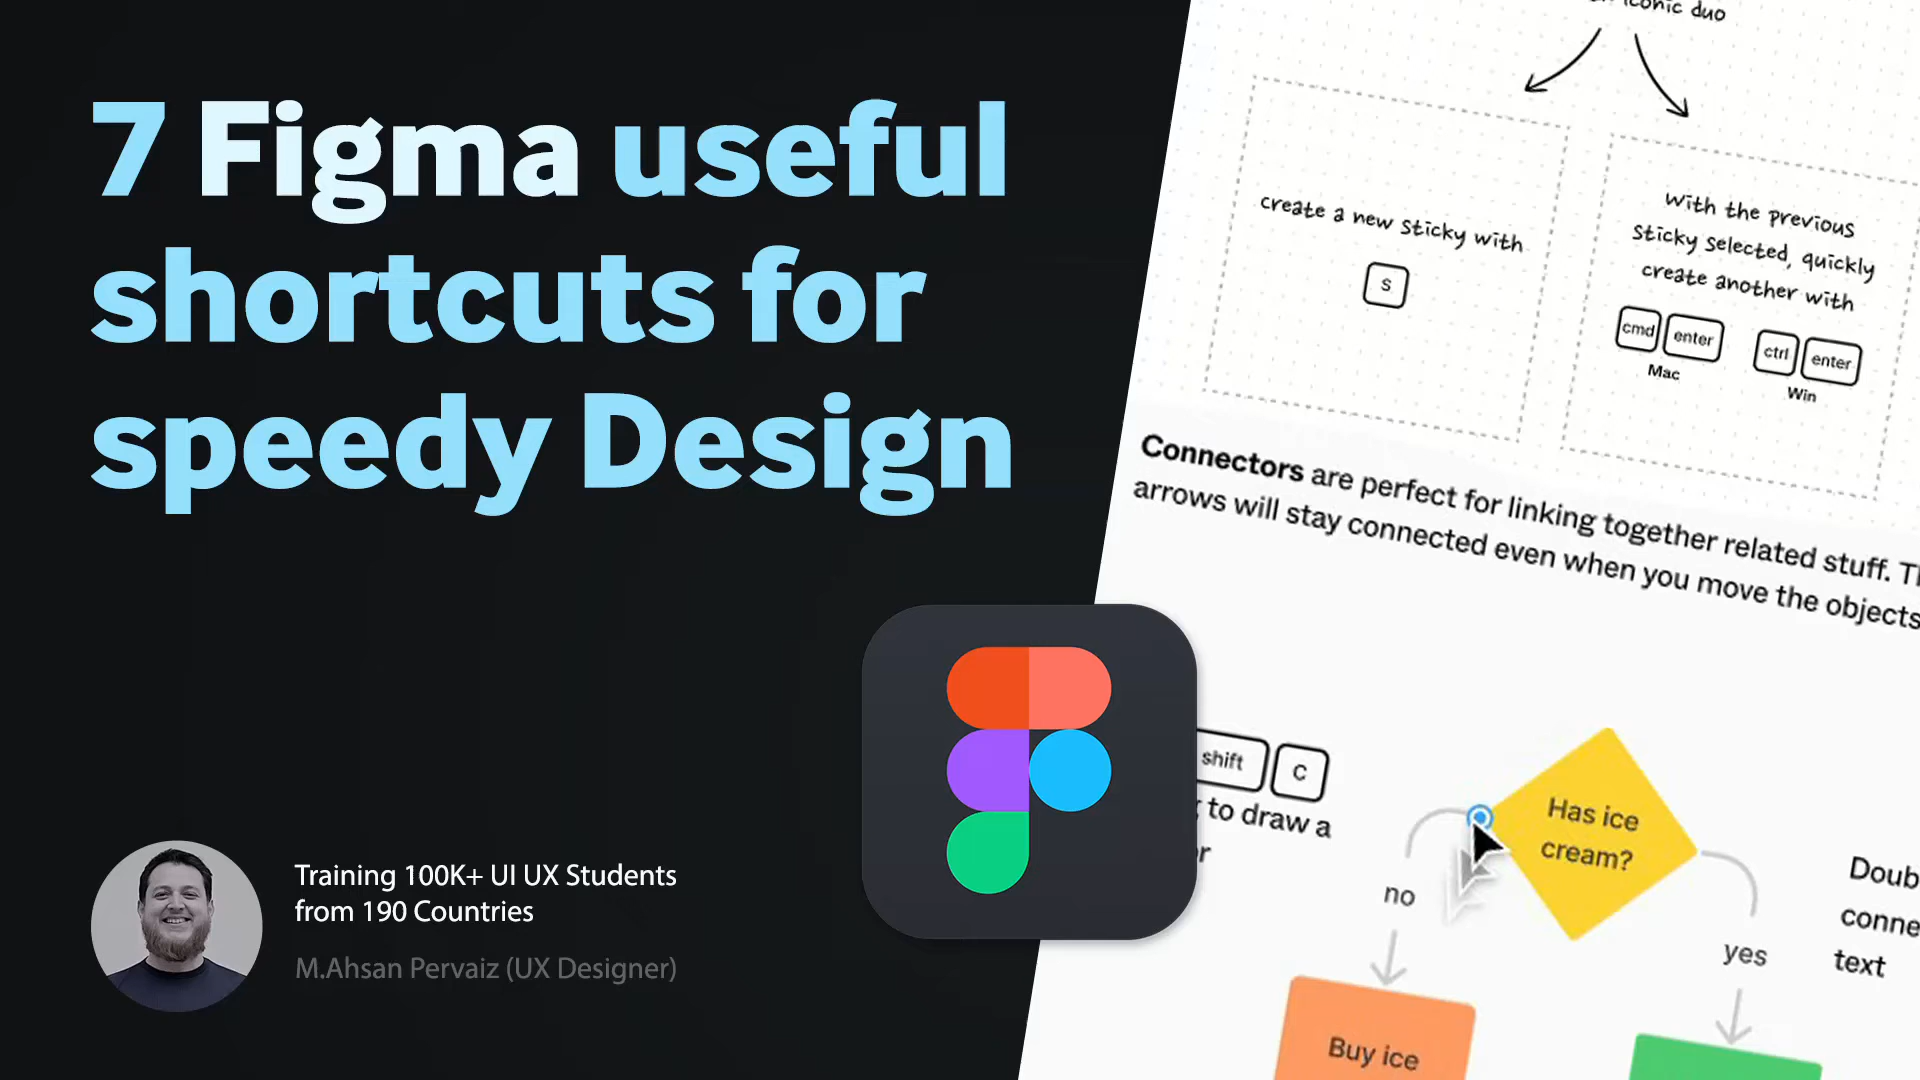 7 Figma useful
shortcuts for
speedy Design
Training 100K+ UI UX Students
from 190 Countries
M.Ahsan Pervaiz (UX Designer)
iconic duo
create a new sticky with
S
With the previous
sticky selected, quickly
create another with
cmd enter
Mac
ctrl enter
Win
Connectors are perfect for linking together related stuff.
arrows will stay connected even when you move the objects
shift C
to draw a
Has ice
cream?
no
yes
Buy ice
text